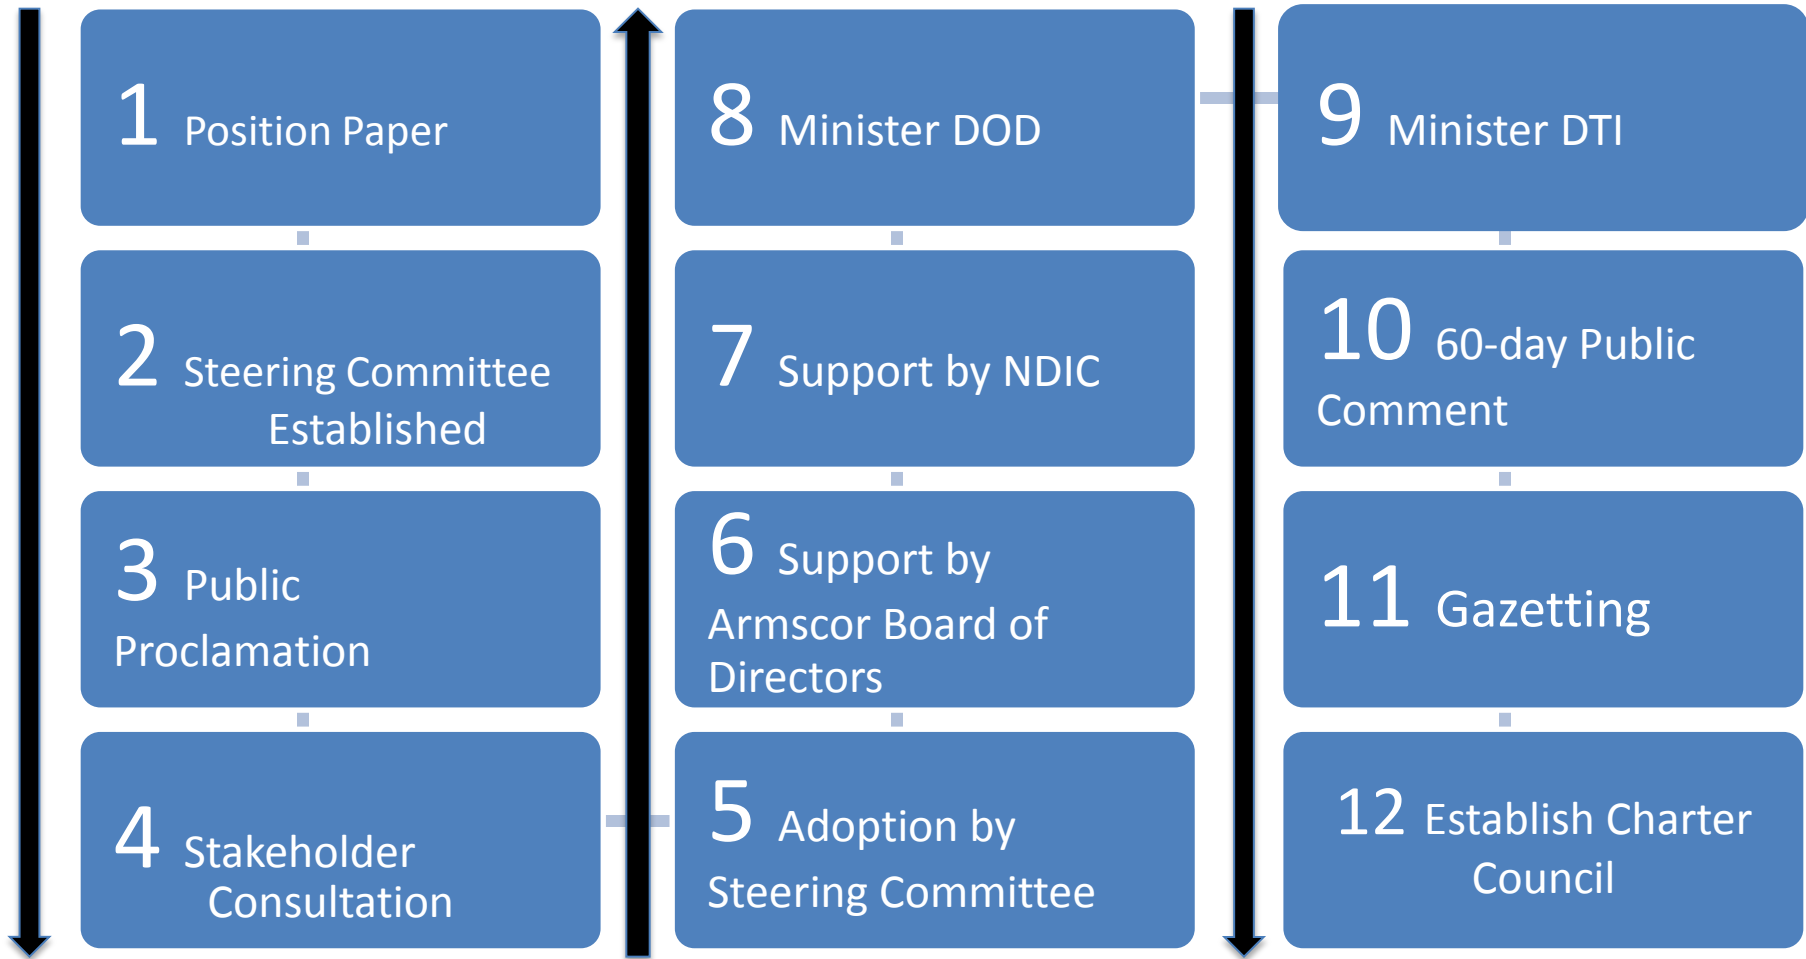 1 Position Paper
2 Steering Committee
Established
3 Public
Proclamation
4 Stakeholder
Consultation
5 Adoption by
Steering Committee
6 Support by
Armscor Board of
Directors
7 Support by NDIC
8 Minister DOD
9 Minister DTI
10 60-day Public
Comment
11 Gazetting
12 Establish Charter
Council